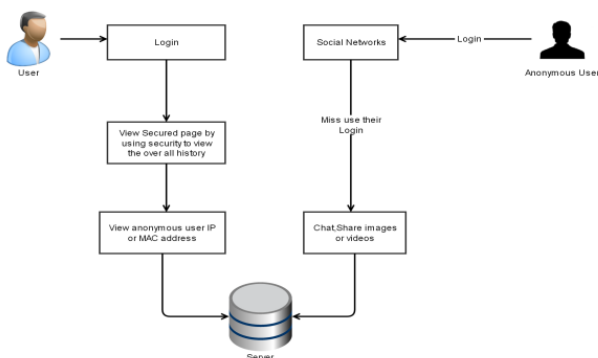 User
Login
View Secured page by
using security to view
the over all history
View anonymous user IP
or MAC address
Social Networks
Login
Anonymous User
Miss use their
Login
Chat,Share images
or videos
Server